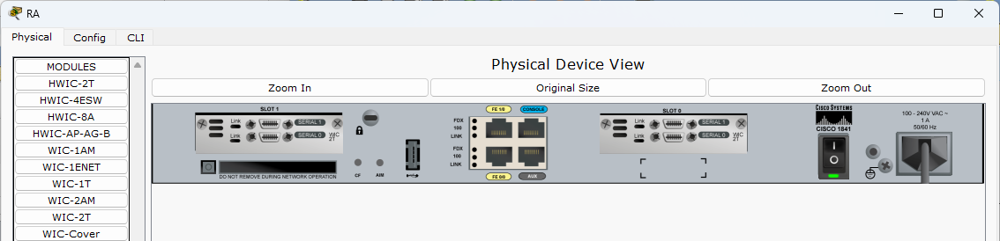 RA
Physical
Config
CLI
MODULES
HWIC-2T
HWIC-4ESW
HWIC-8A
HWIC-AP-AG-B
WIC-1AM
WIC-1ENET
WIC-1T
WIC-2AM
WIC-2T
WIC-Cover
Physical Device View
Zoom In
Original Size
Zoom Out
SLOT 1
Link
SERIAL 1
Link
SERIAL 0
WIC
2T
DO NOT REMOVE DURING NETWORK OPERATION
CF
AIM
FE 1/0
CONSOLE
FDX
100
LINK
FDX
100
LINK
FE 0/0
AUX
SLOT 0
Link
SERIAL 1
Link
SERIAL 0
WIC
2T
CISCO SYSTEMS
CISCO 1841
I
O
100 - 240V VAC ~
1 A
50/60 Hz